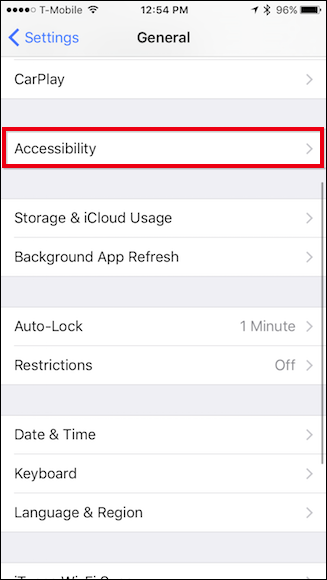 T-Mobile 12:54 PM 96%
Settings General
CarPlay
Accessibility
Storage & iCloud Usage
Background App Refresh
Auto-Lock 1 Minute
Restrictions Off
Date & Time
Keyboard
Language & Region